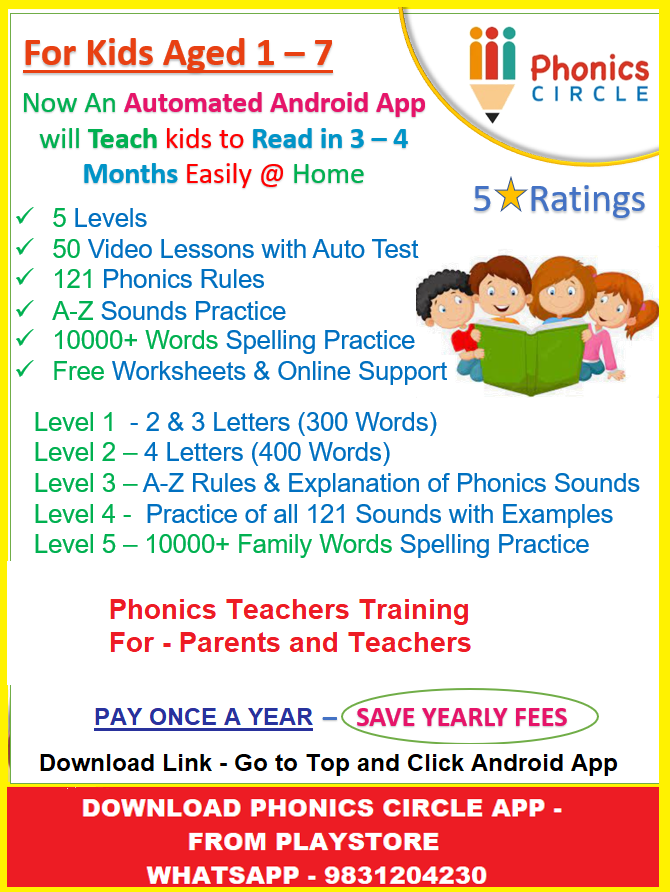 For Kids Aged 1 – 7
Phonics
CIRCLE
Now An Automated Android App
will Teach kids to Read in 3 – 4
Months Easily @ Home
5 Ratings
✓ 5 Levels
✓ 50 Video Lessons with Auto Test
✓ 121 Phonics Rules
✓ A-Z Sounds Practice
✓ 10000+ Words Spelling Practice
✓ Free Worksheets & Online Support
Level 1 - 2 & 3 Letters (300 Words)
Level 2 – 4 Letters (400 Words)
Level 3 – A-Z Rules & Explanation of Phonics Sounds
Level 4 - Practice of all 121 Sounds with Examples
Level 5 – 10000+ Family Words Spelling Practice
Phonics Teachers Training
For - Parents and Teachers
PAY ONCE A YEAR – SAVE YEARLY FEES
Download Link - Go to Top and Click Android App
DOWNLOAD PHONICS CIRCLE APP -
FROM PLAYSTORE
WHATSAPP - 9831204230